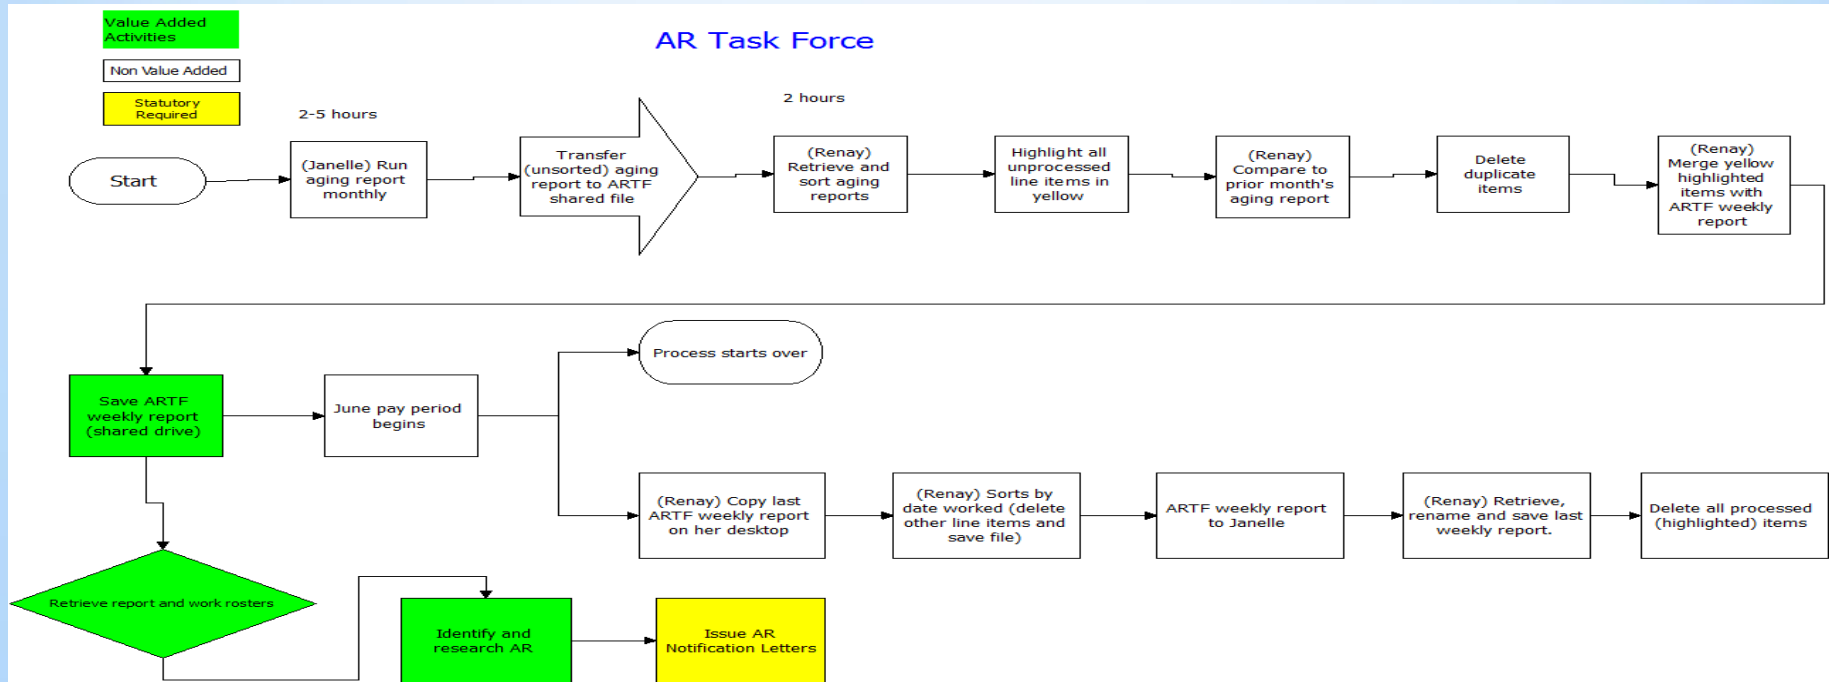 Value Added
Activities
AR Task Force
Non Value Added
Statutory
Required
2-5 hours
2 hours
Start
(Janelle) Run
aging report
monthly
Transfer
(unsorted) aging
report to ARTF
shared file
(Renay)
Retrieve and
sort aging
reports
Highlight all
unprocessed
line items in
yellow
(Renay)
Compare to
prior month's
aging report
Delete
duplicate
items
(Renay)
Merge yellow
highlighted
items with
ARTF weekly
report
Save ARTF
weekly report
(shared drive)
June pay period
begins
Process starts over
(Renay) Copy last
ARTF weekly report
on her desktop
(Renay) Sorts by
date worked (delete
other line items and
save file)
ARTF weekly report
to Janelle
(Renay) Retrieve,
rename and save last
weekly report.
Delete all processed
(highlighted) items
Retrieve report and work rosters
Identify and
research AR
Issue AR
Notification Letters